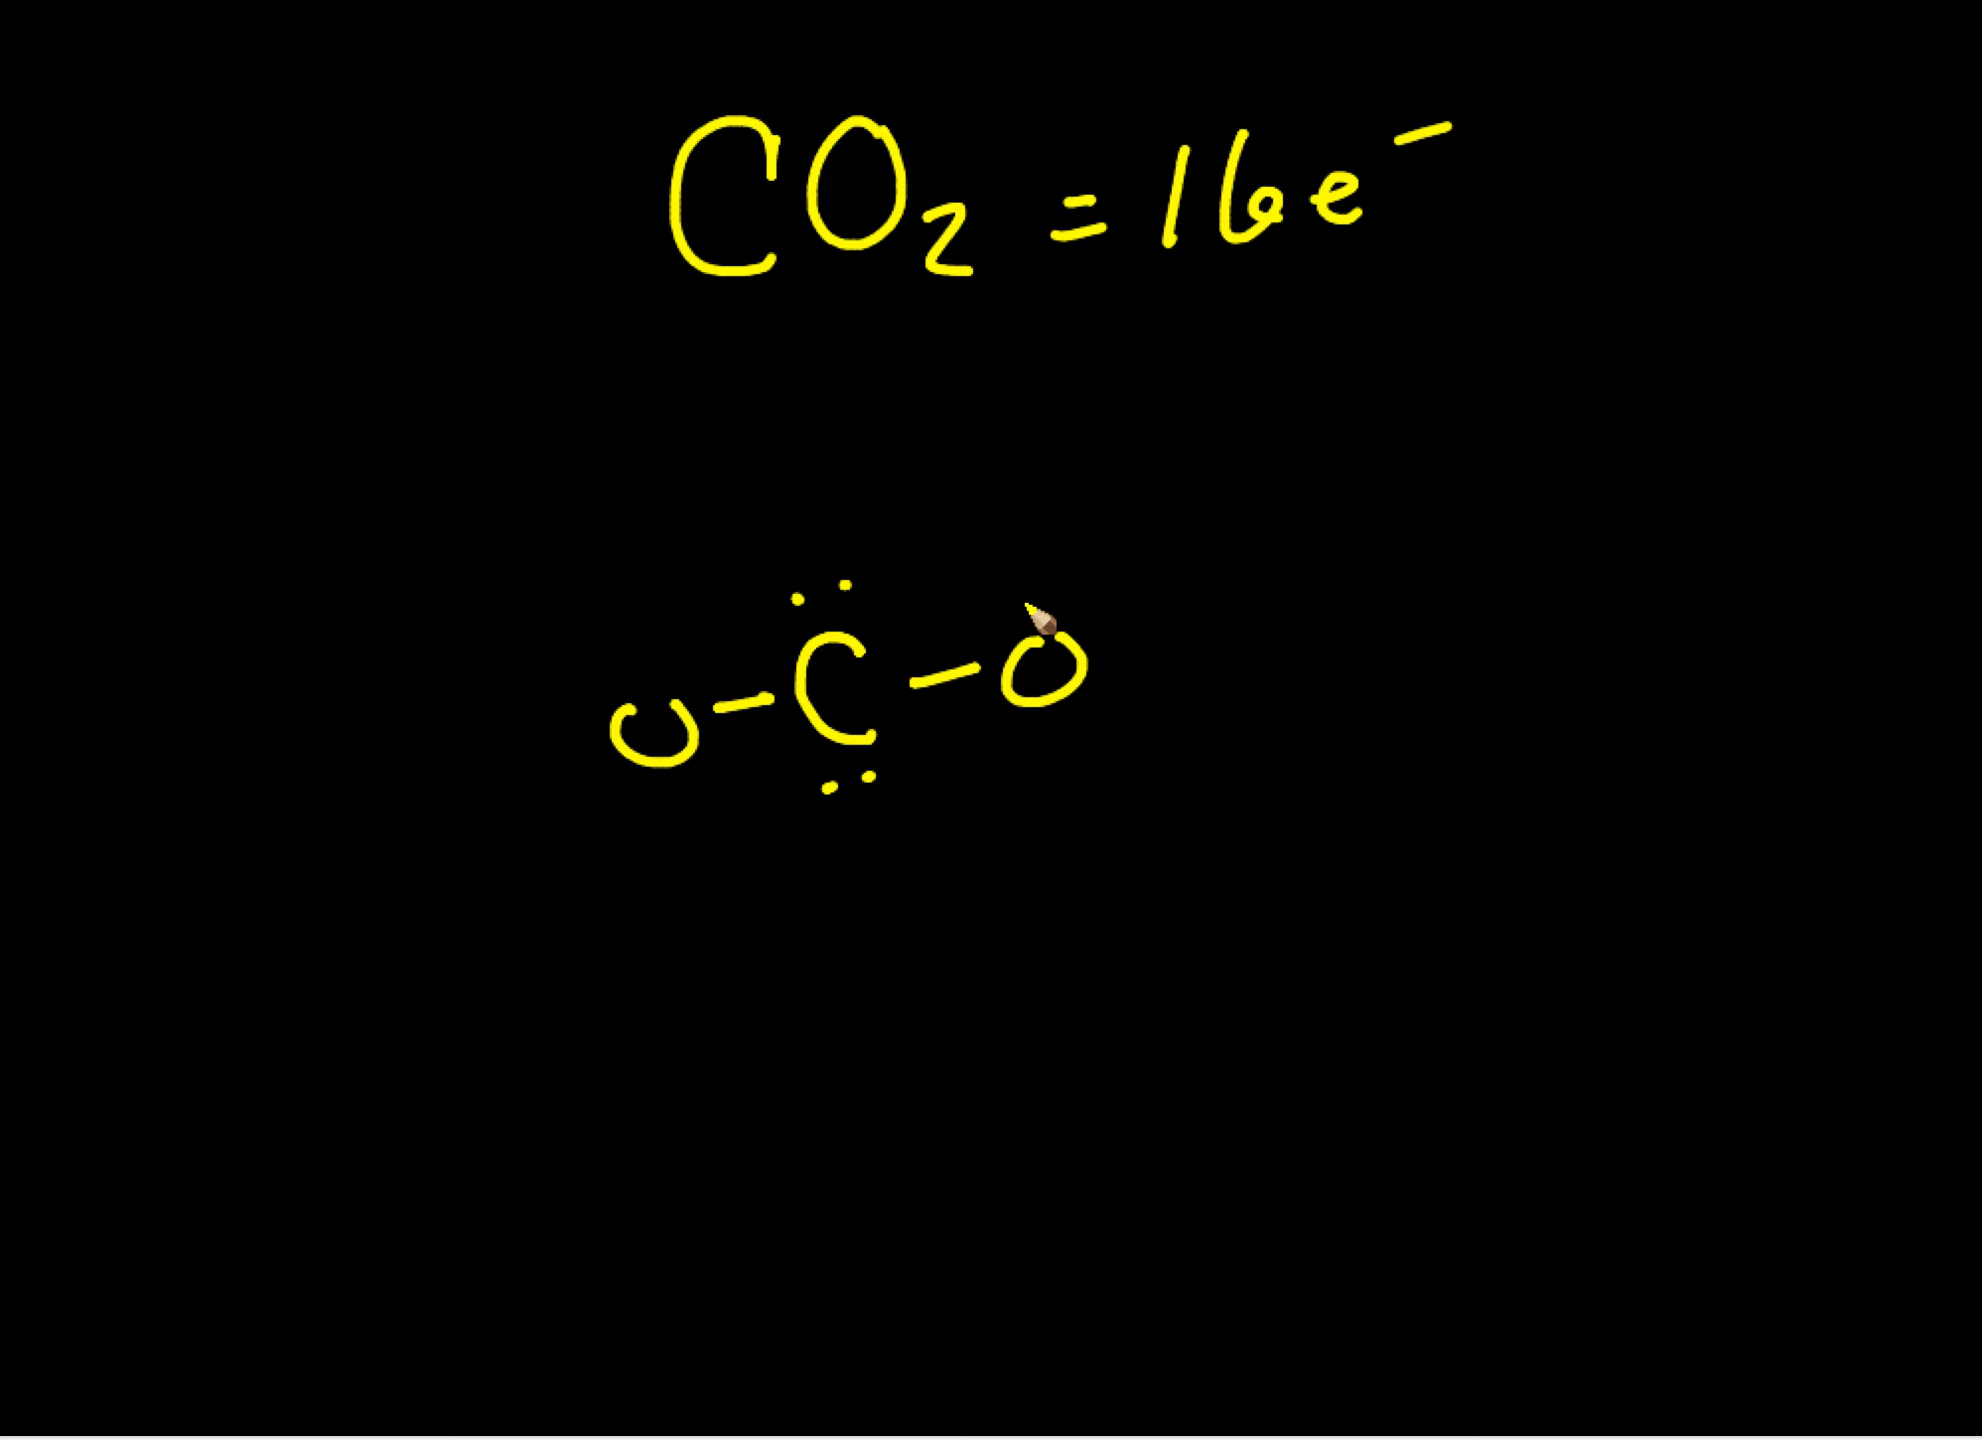 CO₂ = 16e⁻
O-C-O